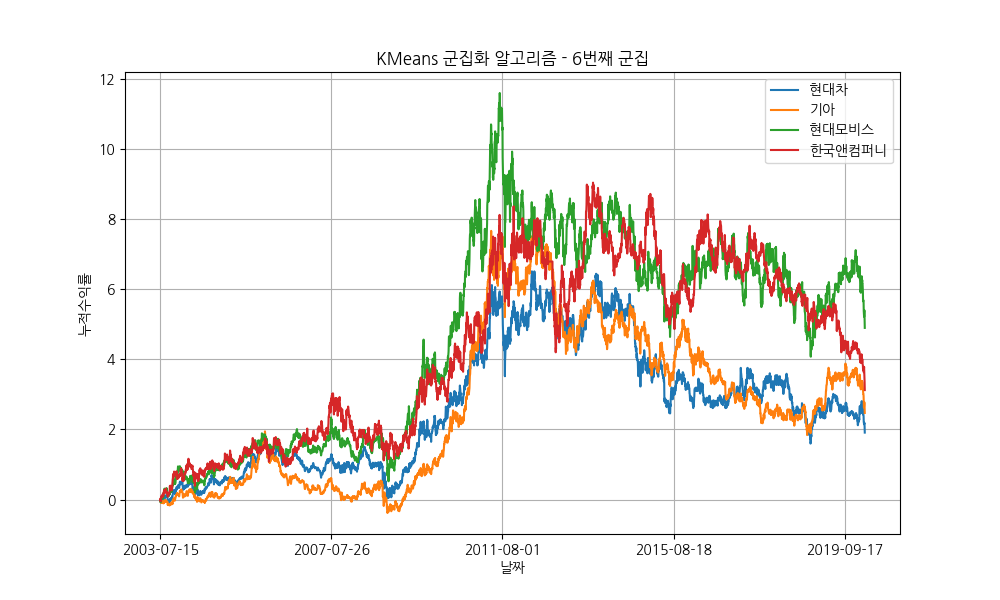 KMeans 군집화 알고리즘 - 6번째 군집
12
10
8
6
4
2
0
누적수익률
현대차
기아
현대모비스
한국앤컴퍼니
2003-07-15
2007-07-26
2011-08-01
2015-08-18
2019-09-17
날짜